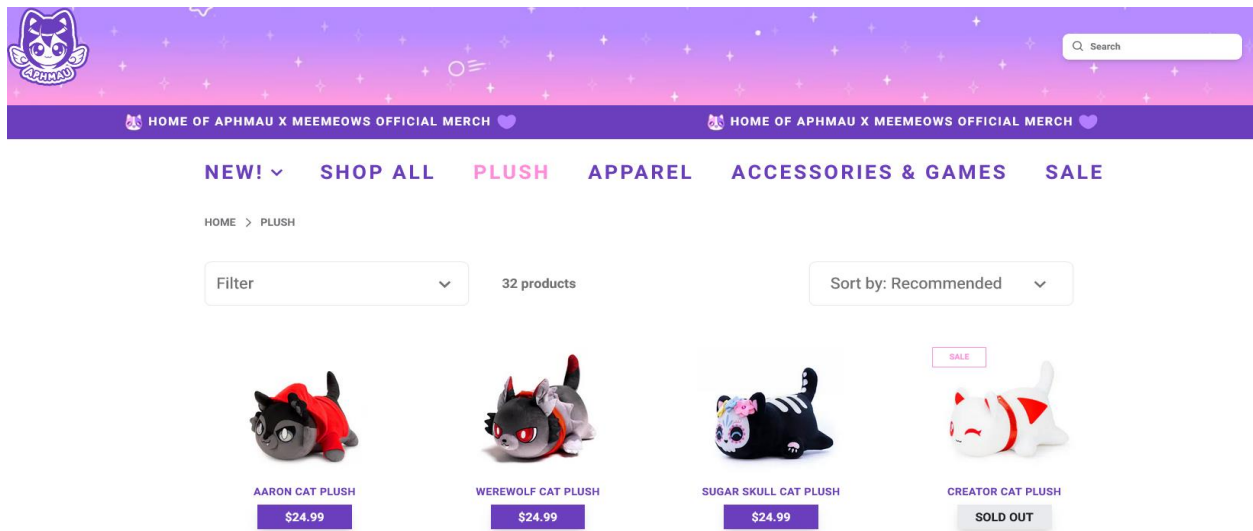 APHMAU
Search
HOME OF APHMAU X MEEMEOWS OFFICIAL MERCH
HOME OF APHMAU X MEEMEOWS OFFICIAL MERCH
NEW! SHOP ALL PLUSH APPAREL ACCESSORIES & GAMES SALE
HOME > PLUSH
Filter 32 products Sort by: Recommended
SALE
AARON CAT PLUSH WEREWOLF CAT PLUSH SUGAR SKULL CAT PLUSH CREATOR CAT PLUSH
$24.99 $24.99 $24.99 SOLD OUT